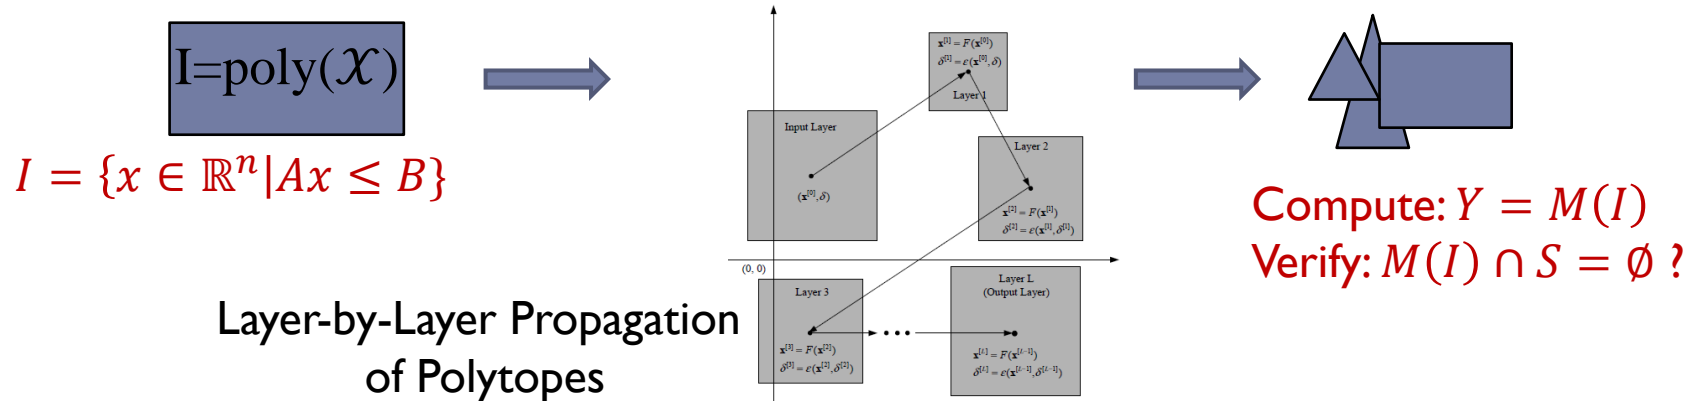 I=poly(𝒳)
I = {x ∈ ℝⁿ|Ax ≤ B}
Layer-by-Layer Propagation
of Polytopes
x^[1] = F(x^[0])
δ^[1] = ε(x^[0], δ)
Layer 1
Input Layer
(x^[0], δ)
Layer 2
x^[2] = F(x^[1])
δ^[2] = ε(x^[1], δ^[1])
(0, 0)
Layer 3
x^[3] = F(x^[2])
δ^[3] = ε(x^[2], δ^[2])
Layer L
(Output Layer)
x^[L] = F(x^[L-1])
δ^[L] = ε(x^[L-1], δ^[L-1])
Compute: Y = M(I)
Verify: M(I) ∩ S = ∅ ?